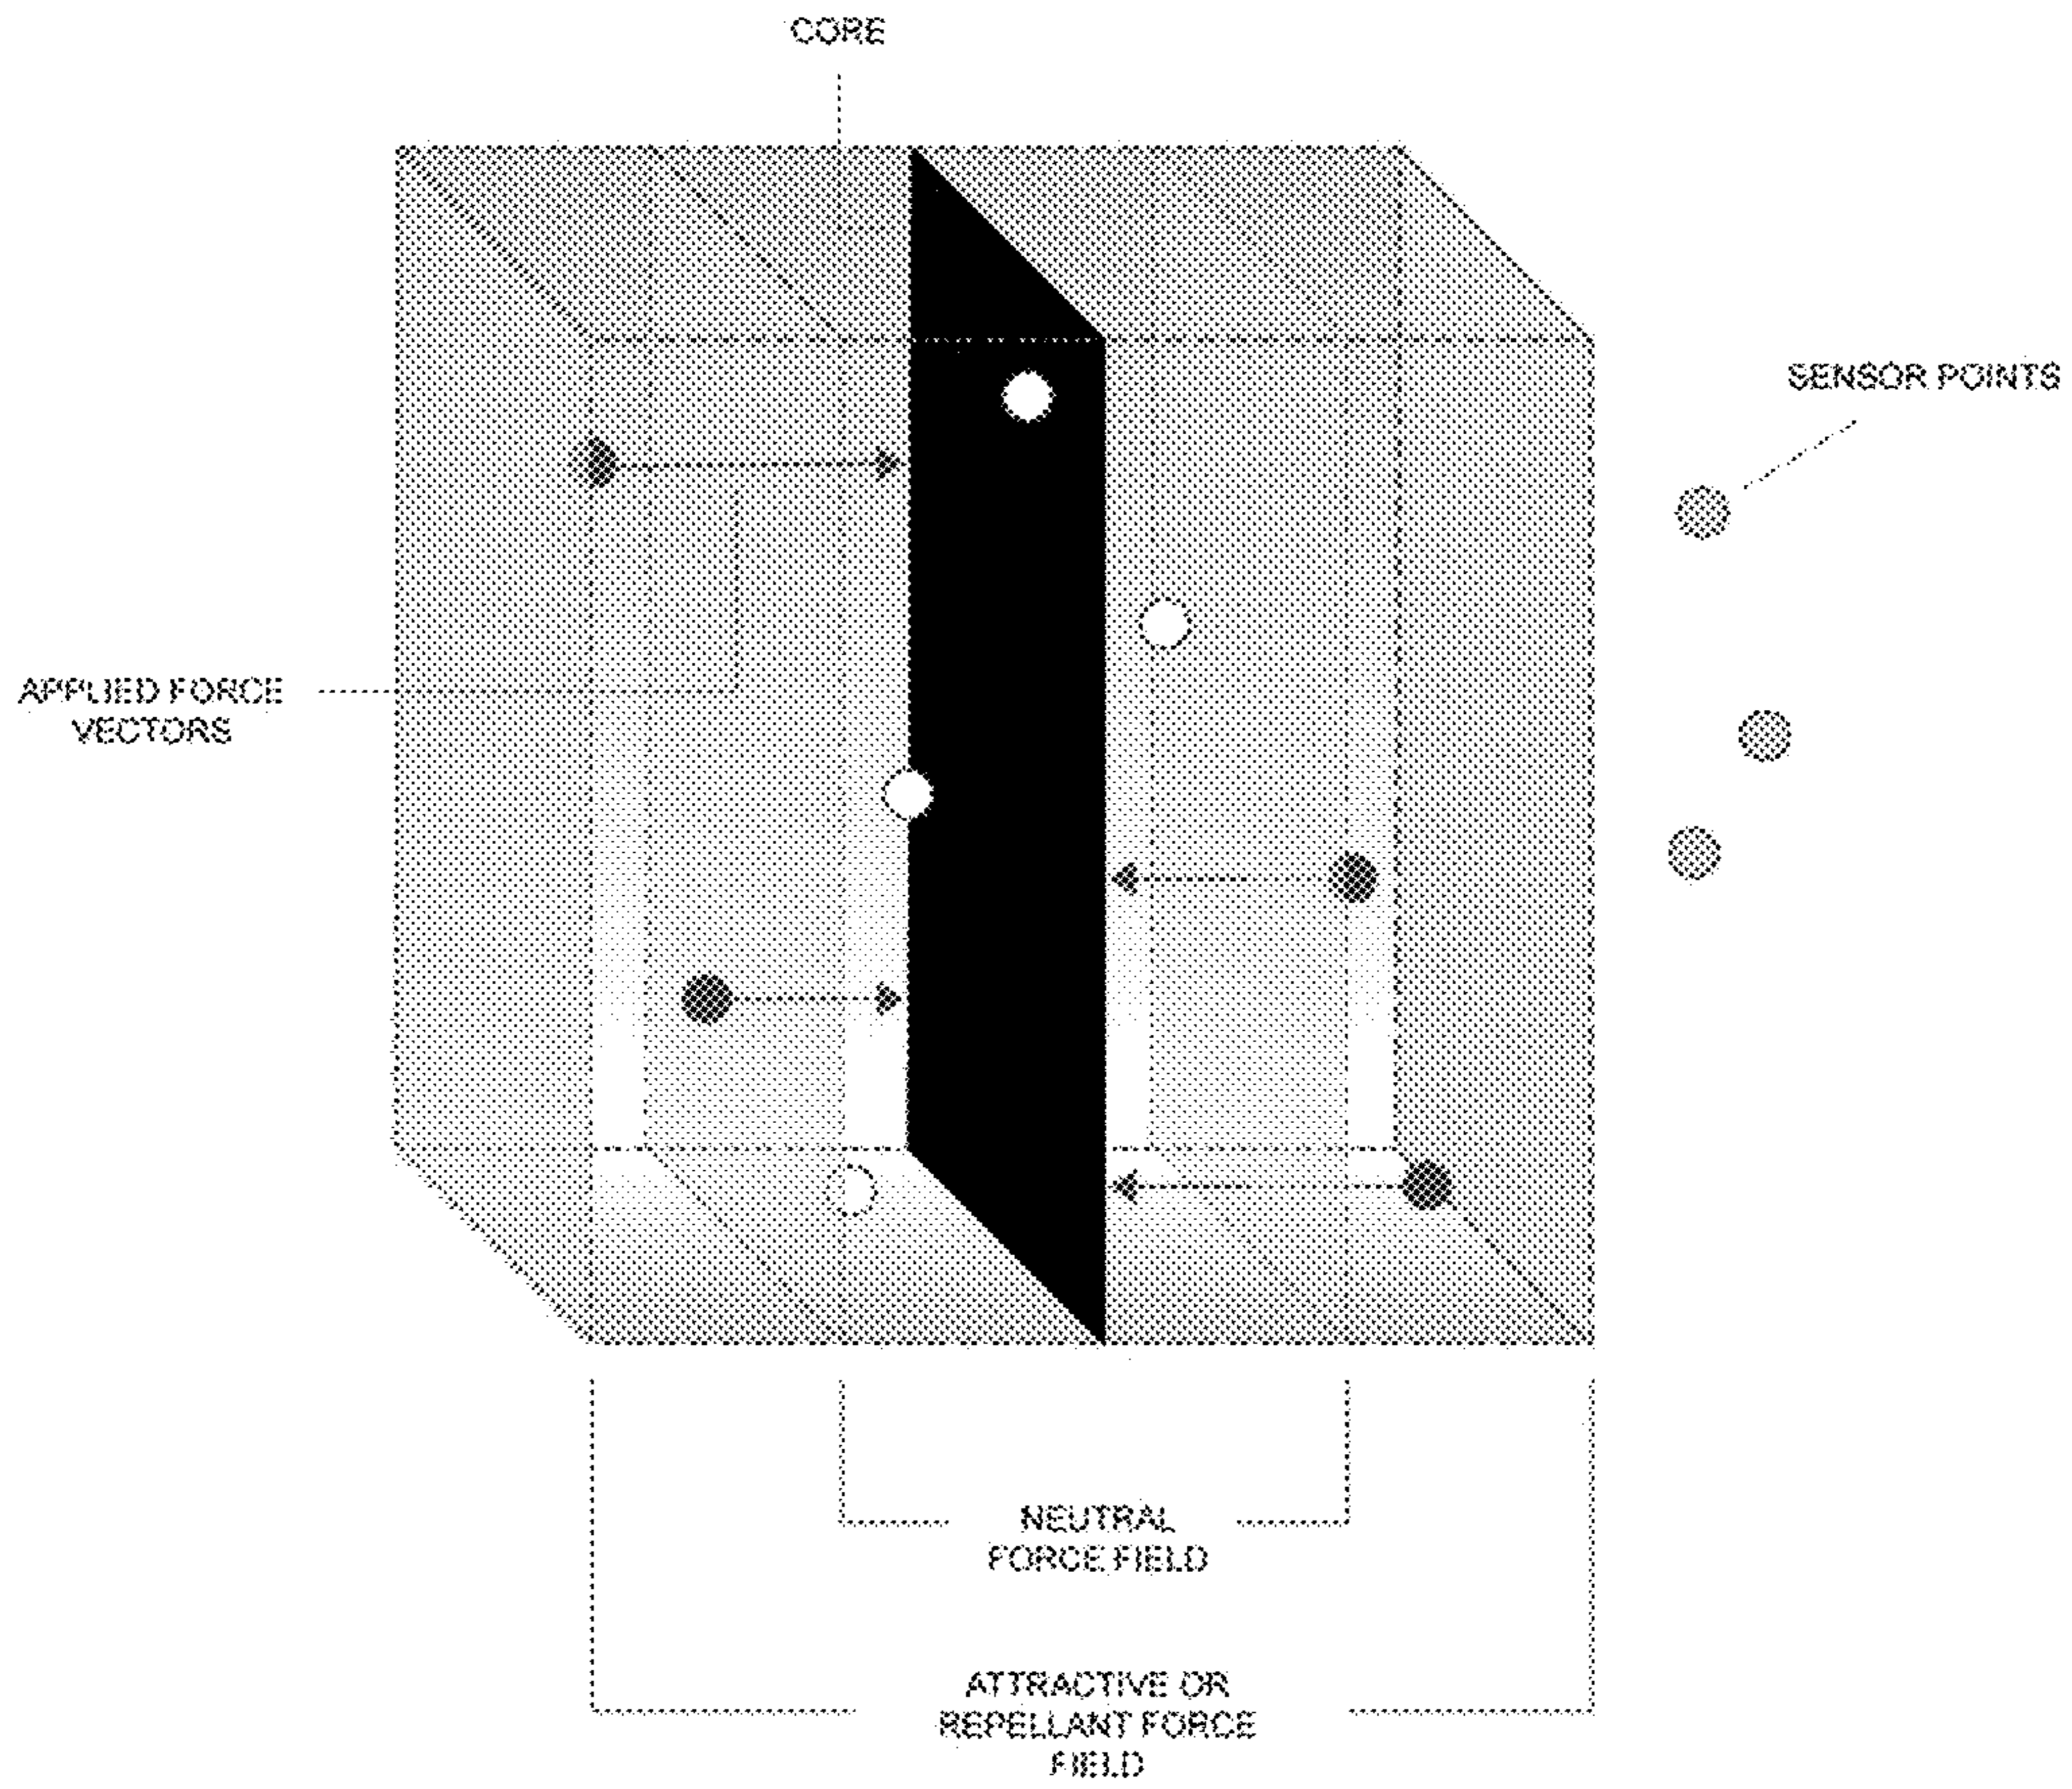 CORE
SENSOR POINTS
APPLIED FORCE
VECTORS
NEUTRAL
FORCE FIELD
ATTRACTIVE OR
REPELLANT FORCE
FIELD